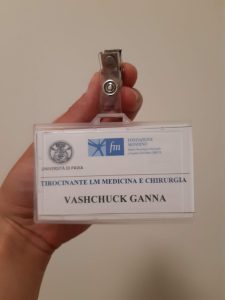 UNIVERSITÀ DI PAVIA
fm
FONDAZIONE
MONDINO
TIROCINANTE LM MEDICINA E CHIRURGIA
VASHCHUCK GANNA